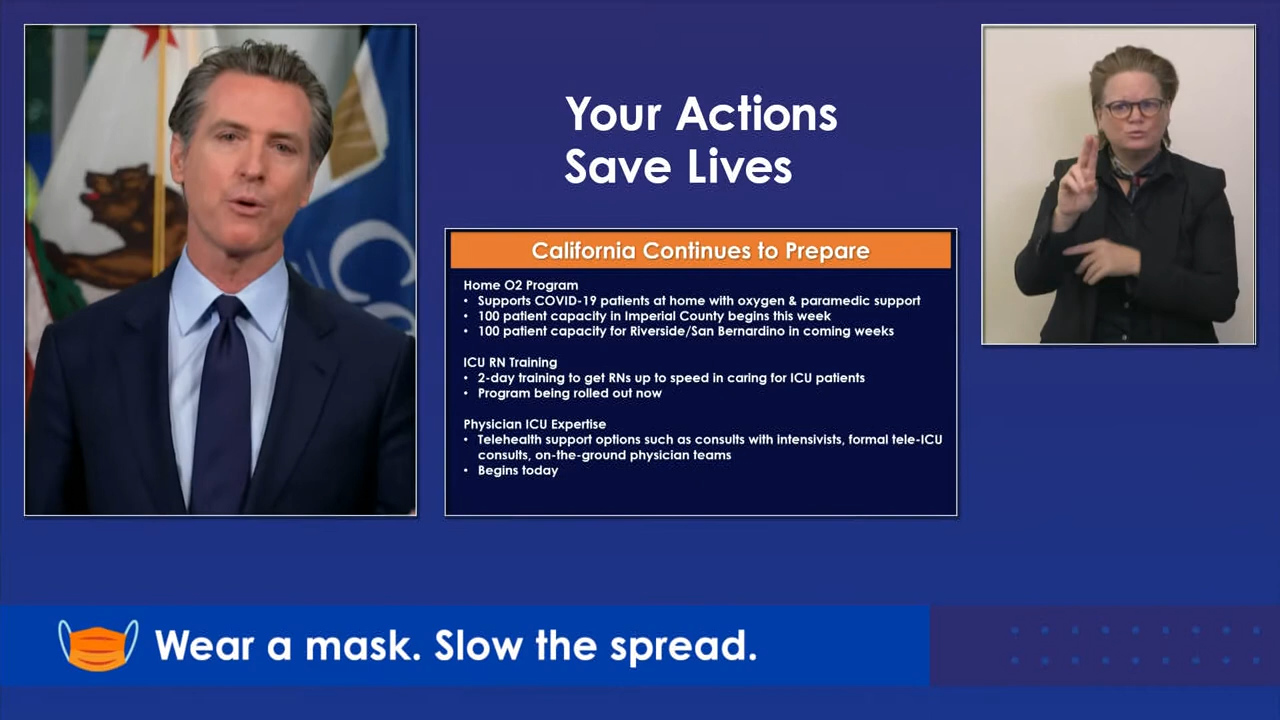 Your Actions
Save Lives
California Continues to Prepare
Home O2 Program
• Supports COVID-19 patients at home with oxygen & paramedic support
• 100 patient capacity in Imperial County begins this week
• 100 patient capacity for Riverside/San Bernardino in coming weeks
ICU RN Training
• 2-day training to get RNs up to speed in caring for ICU patients
• Program being rolled out now
Physician ICU Expertise
• Telehealth support options such as consults with intensivists, formal tele-ICU
consults, on-the-ground physician teams
• Begins today
Wear a mask. Slow the spread.